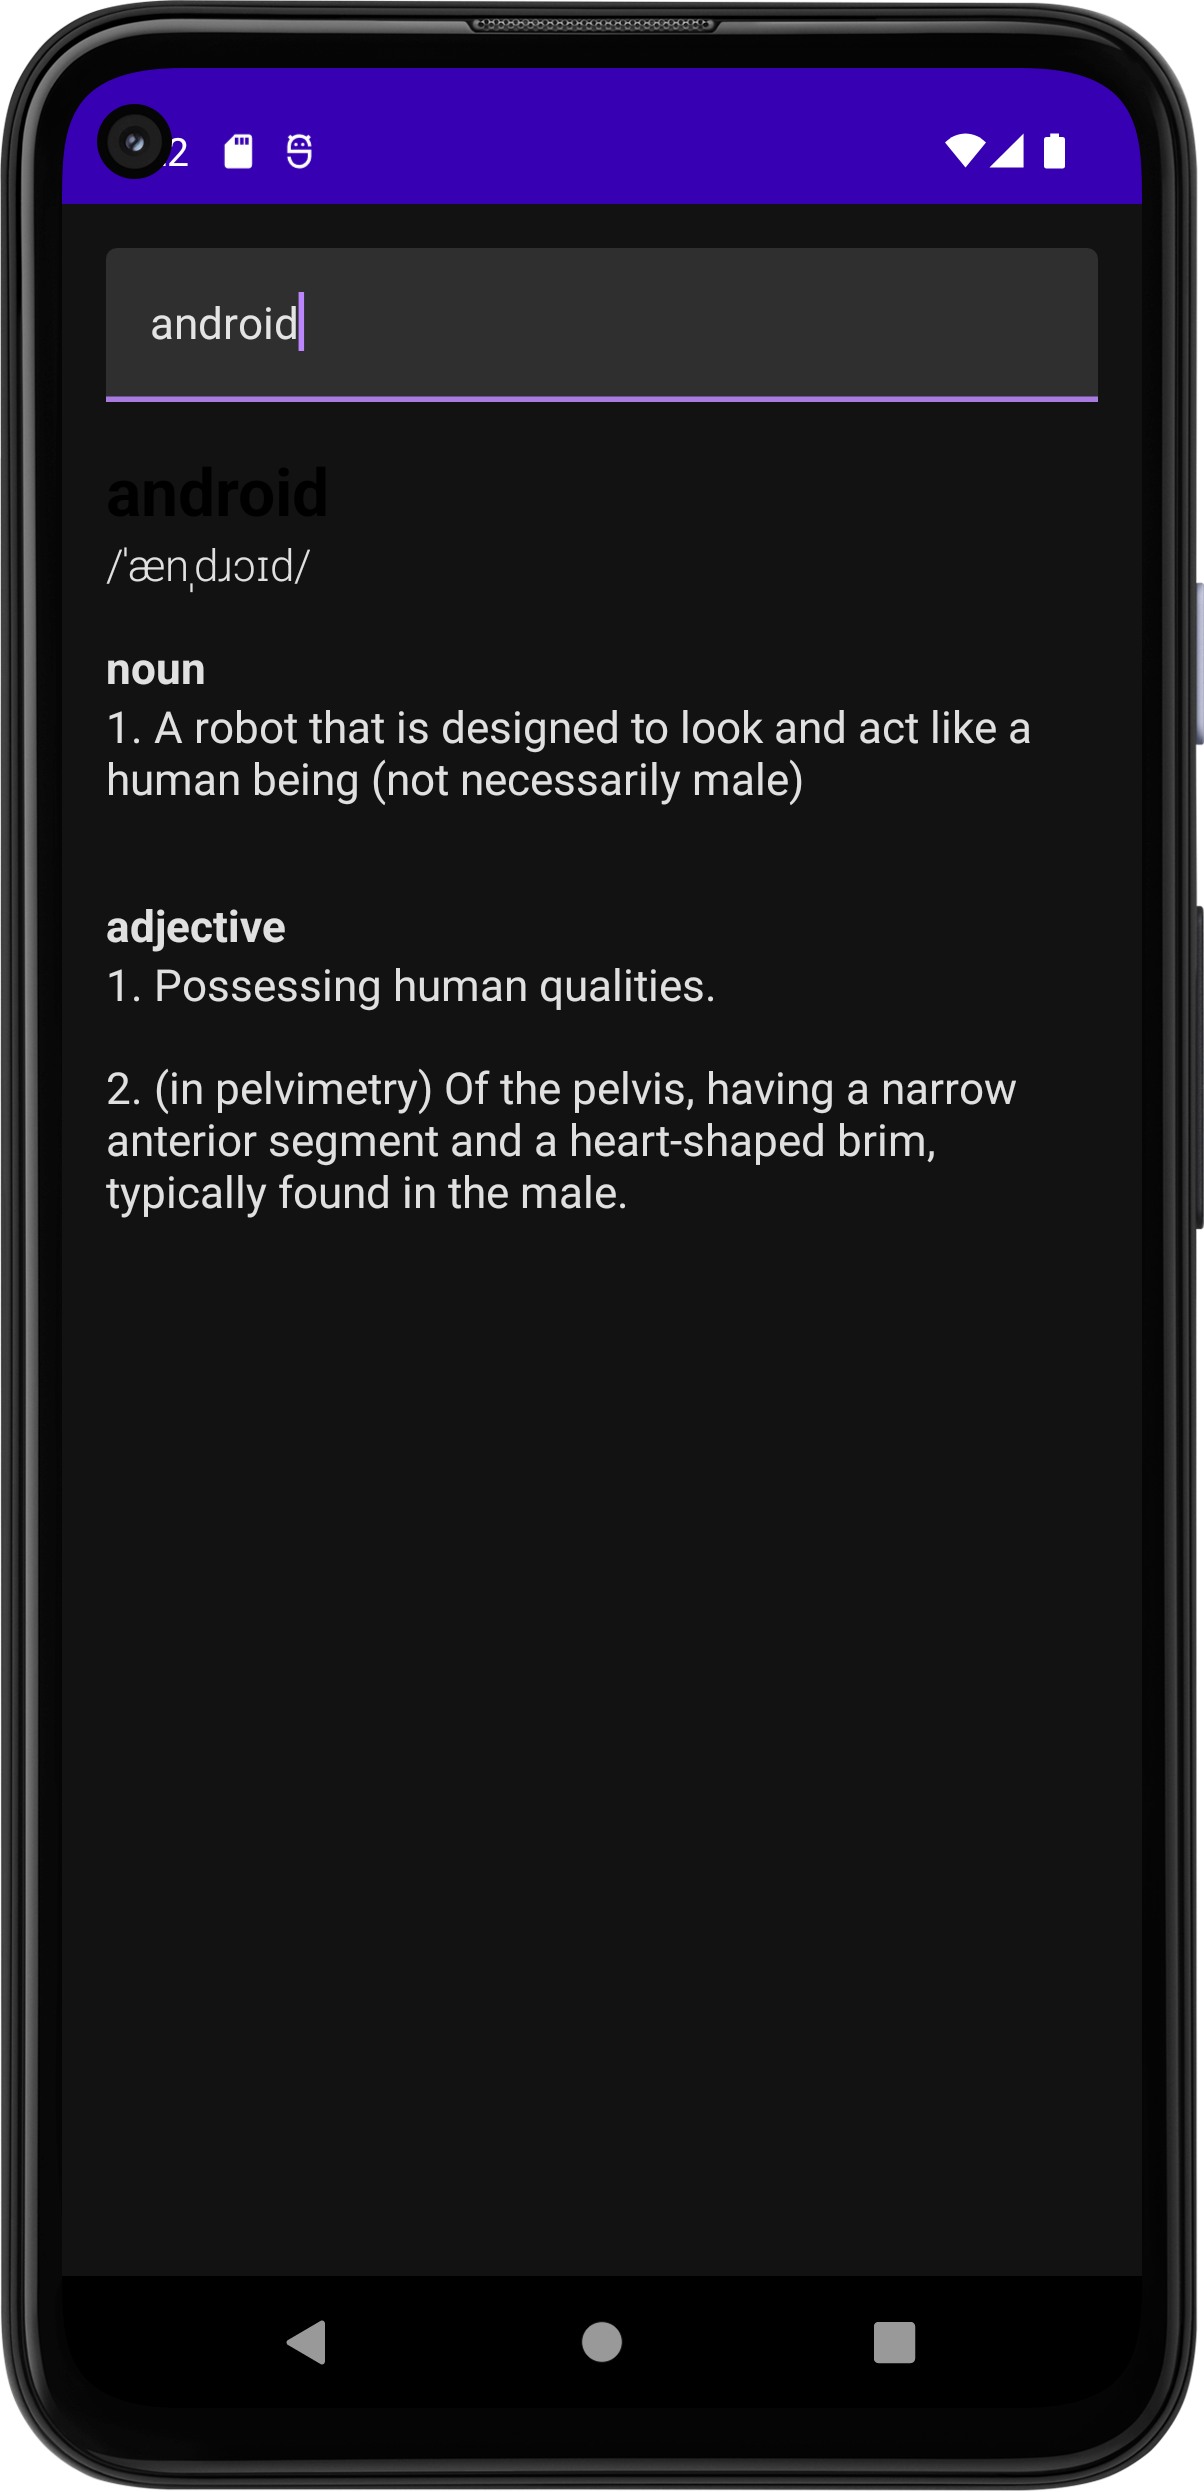 android
android
/ˈænˌdɹɔɪd/
noun
1. A robot that is designed to look and act like a
human being (not necessarily male)
adjective
1. Possessing human qualities.
2. (in pelvimetry) Of the pelvis, having a narrow
anterior segment and a heart-shaped brim,
typically found in the male.